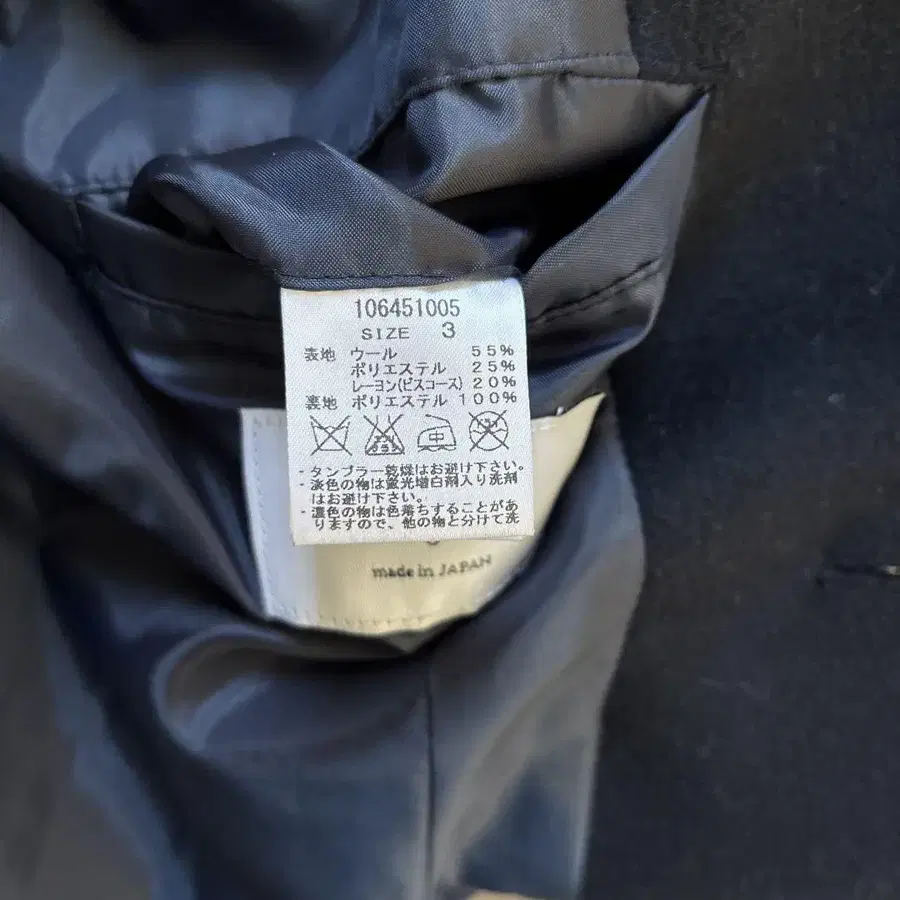 106451005
SIZE 3
表地 ウール 55%
ポリエステル 25%
レーヨン(ビスコース) 20%
裏地 ポリエステル 100%
中
・タンブラー乾燥はお避け下さい。
・淡色の物は蛍光増白剤入り洗剤
はお避け下さい。
・濃色の物は色落ちすることがあ
りますので、他の物と分けて洗
made in JAPAN